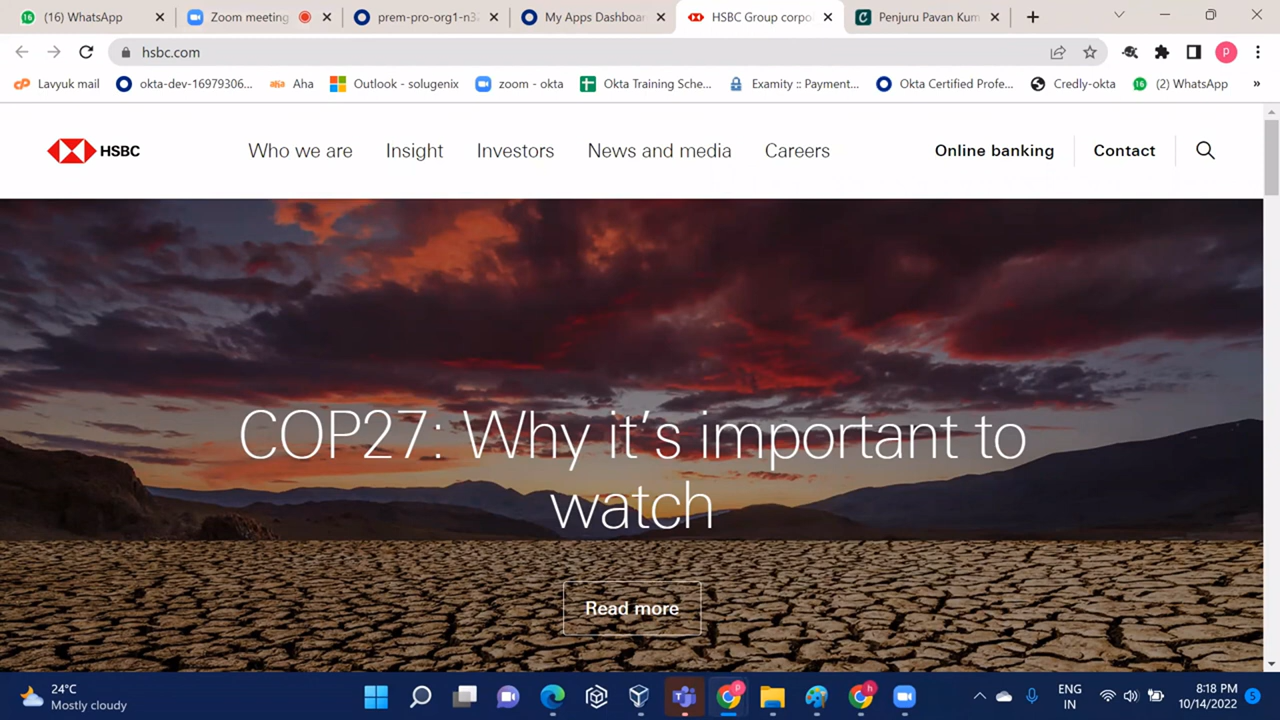 (16) WhatsApp
Zoom meeting
prem-pro-org1-n3
My Apps Dashboar
HSBC Group corpo
Penjuru Pavan Kum
hsbc.com
P
Lavyuk mail
okta-dev-16979306...
aha Aha
Outlook - solugenix
zoom - okta
Okta Training Sche...
Examity :: Payment...
Okta Certified Profe...
Credly-okta
(2) WhatsApp
»
HSBC
Who we are
Insight
Investors
News and media
Careers
Online banking
Contact
COP27: Why it's important to
watch
Read more
24°C
Mostly cloudy
ENG
IN
8:18 PM
10/14/2022
5